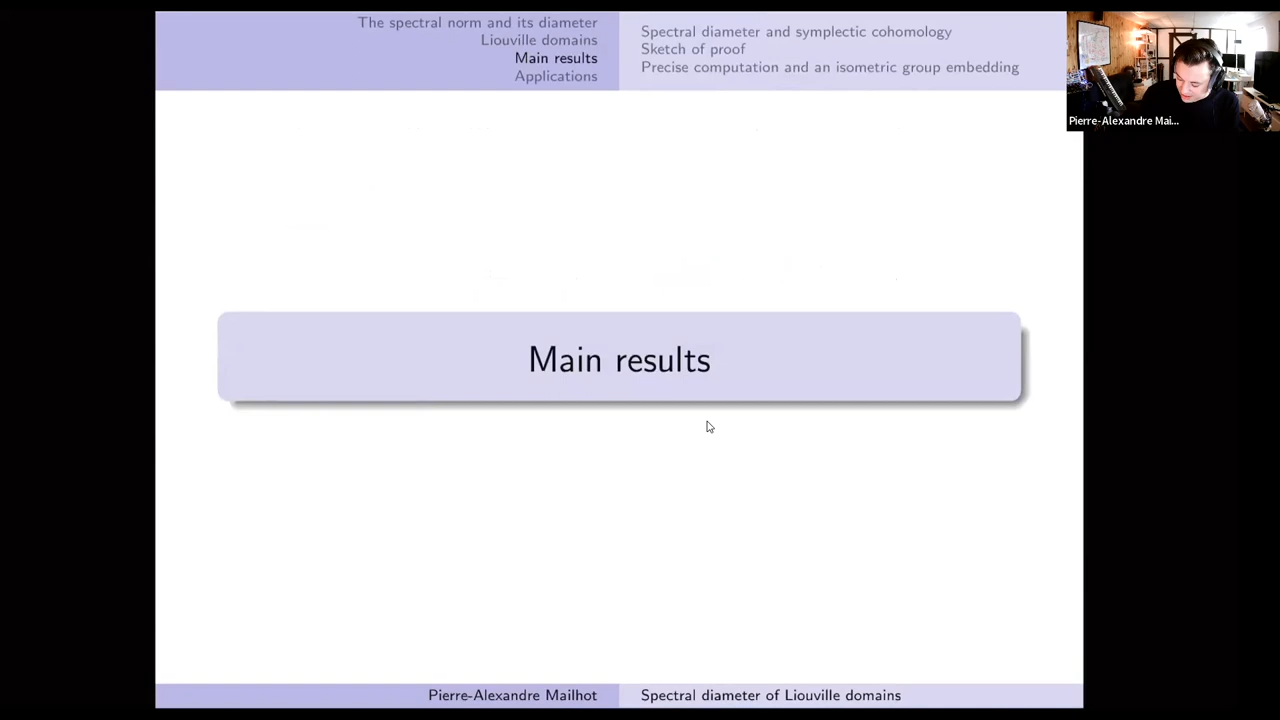 The spectral norm and its diameter
Liouville domains
Main results
Applications
Spectral diameter and symplectic cohomology
Sketch of proof
Precise computation and an isometric group embedding
Pierre-Alexandre Mai...
Main results
Pierre-Alexandre Mailhot
Spectral diameter of Liouville domains